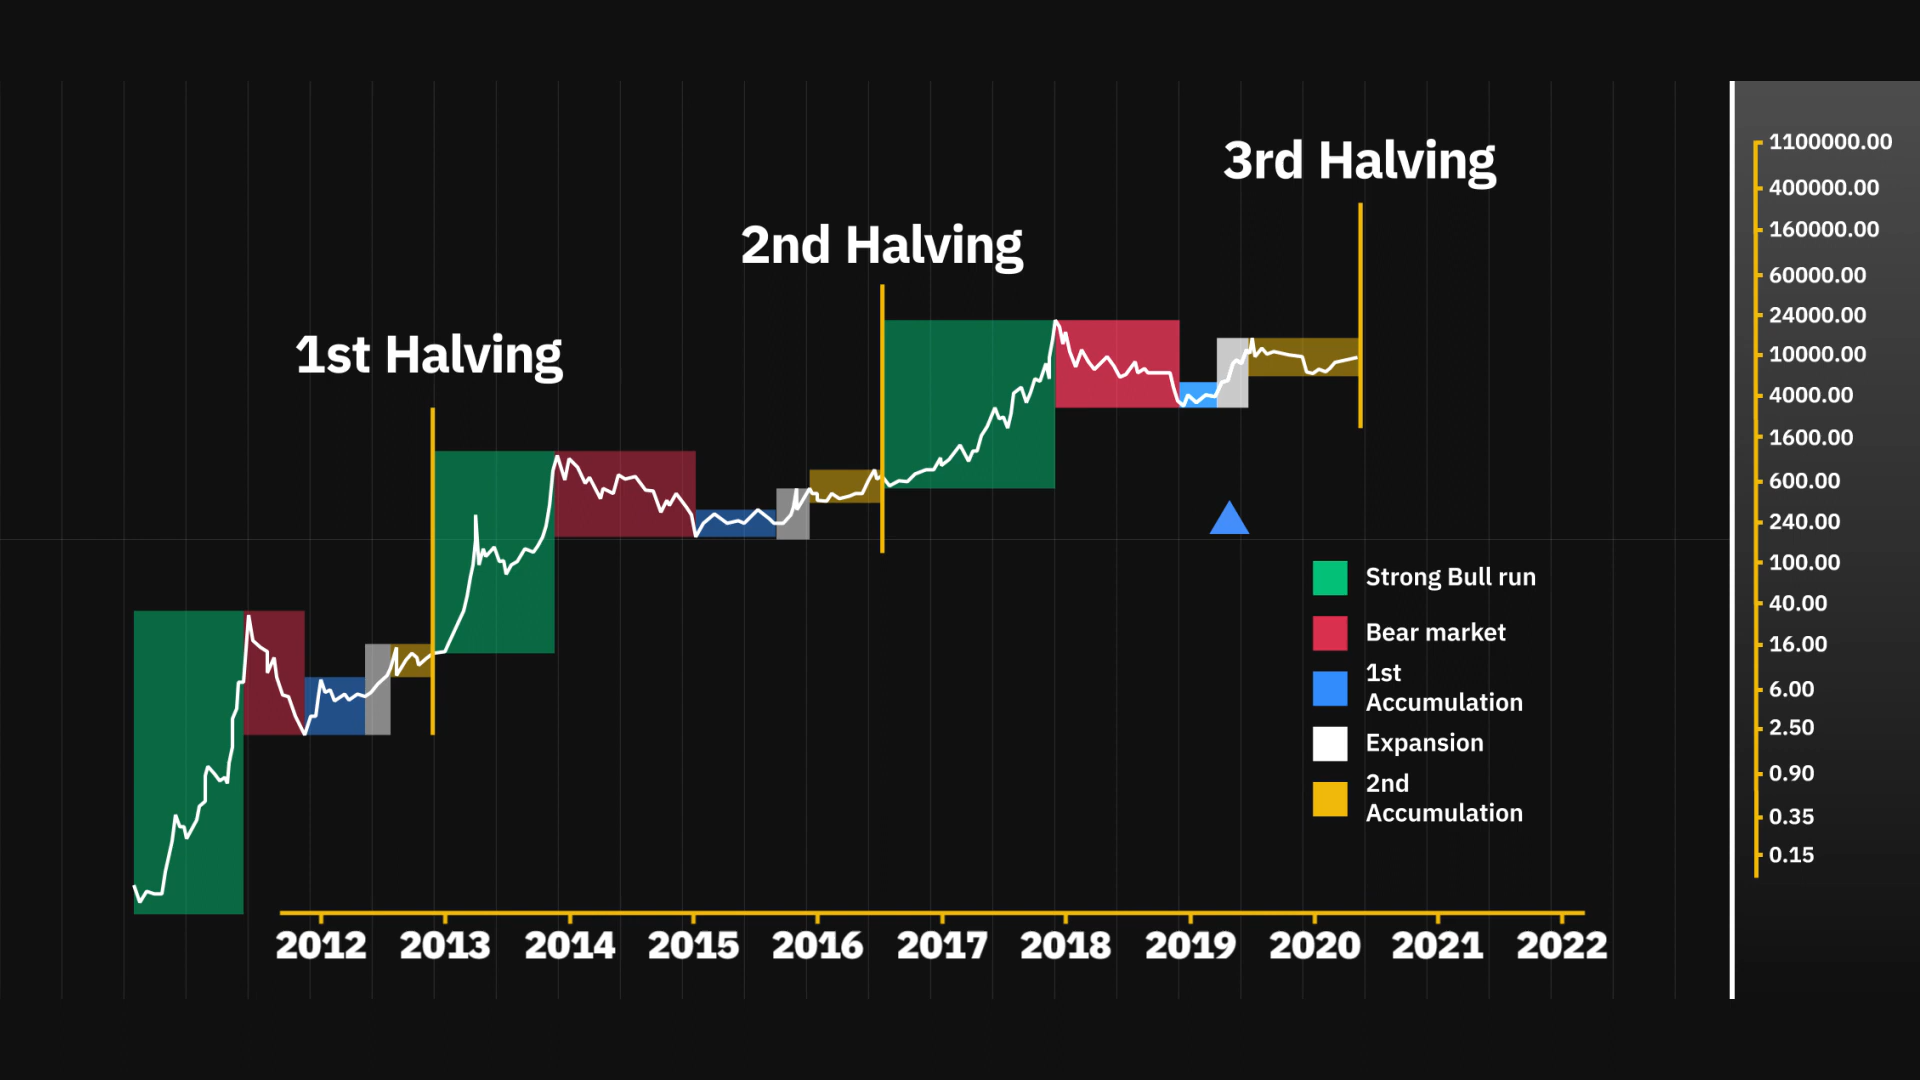 3rd Halving
2nd Halving
1st Halving
1100000.00
400000.00
160000.00
60000.00
24000.00
10000.00
4000.00
1600.00
600.00
240.00
100.00
40.00
16.00
6.00
2.50
0.90
0.35
0.15
Strong Bull run
Bear market
1st
Accumulation
Expansion
2nd
Accumulation
2012 2013 2014 2015 2016 2017 2018 2019 2020 2021 2022